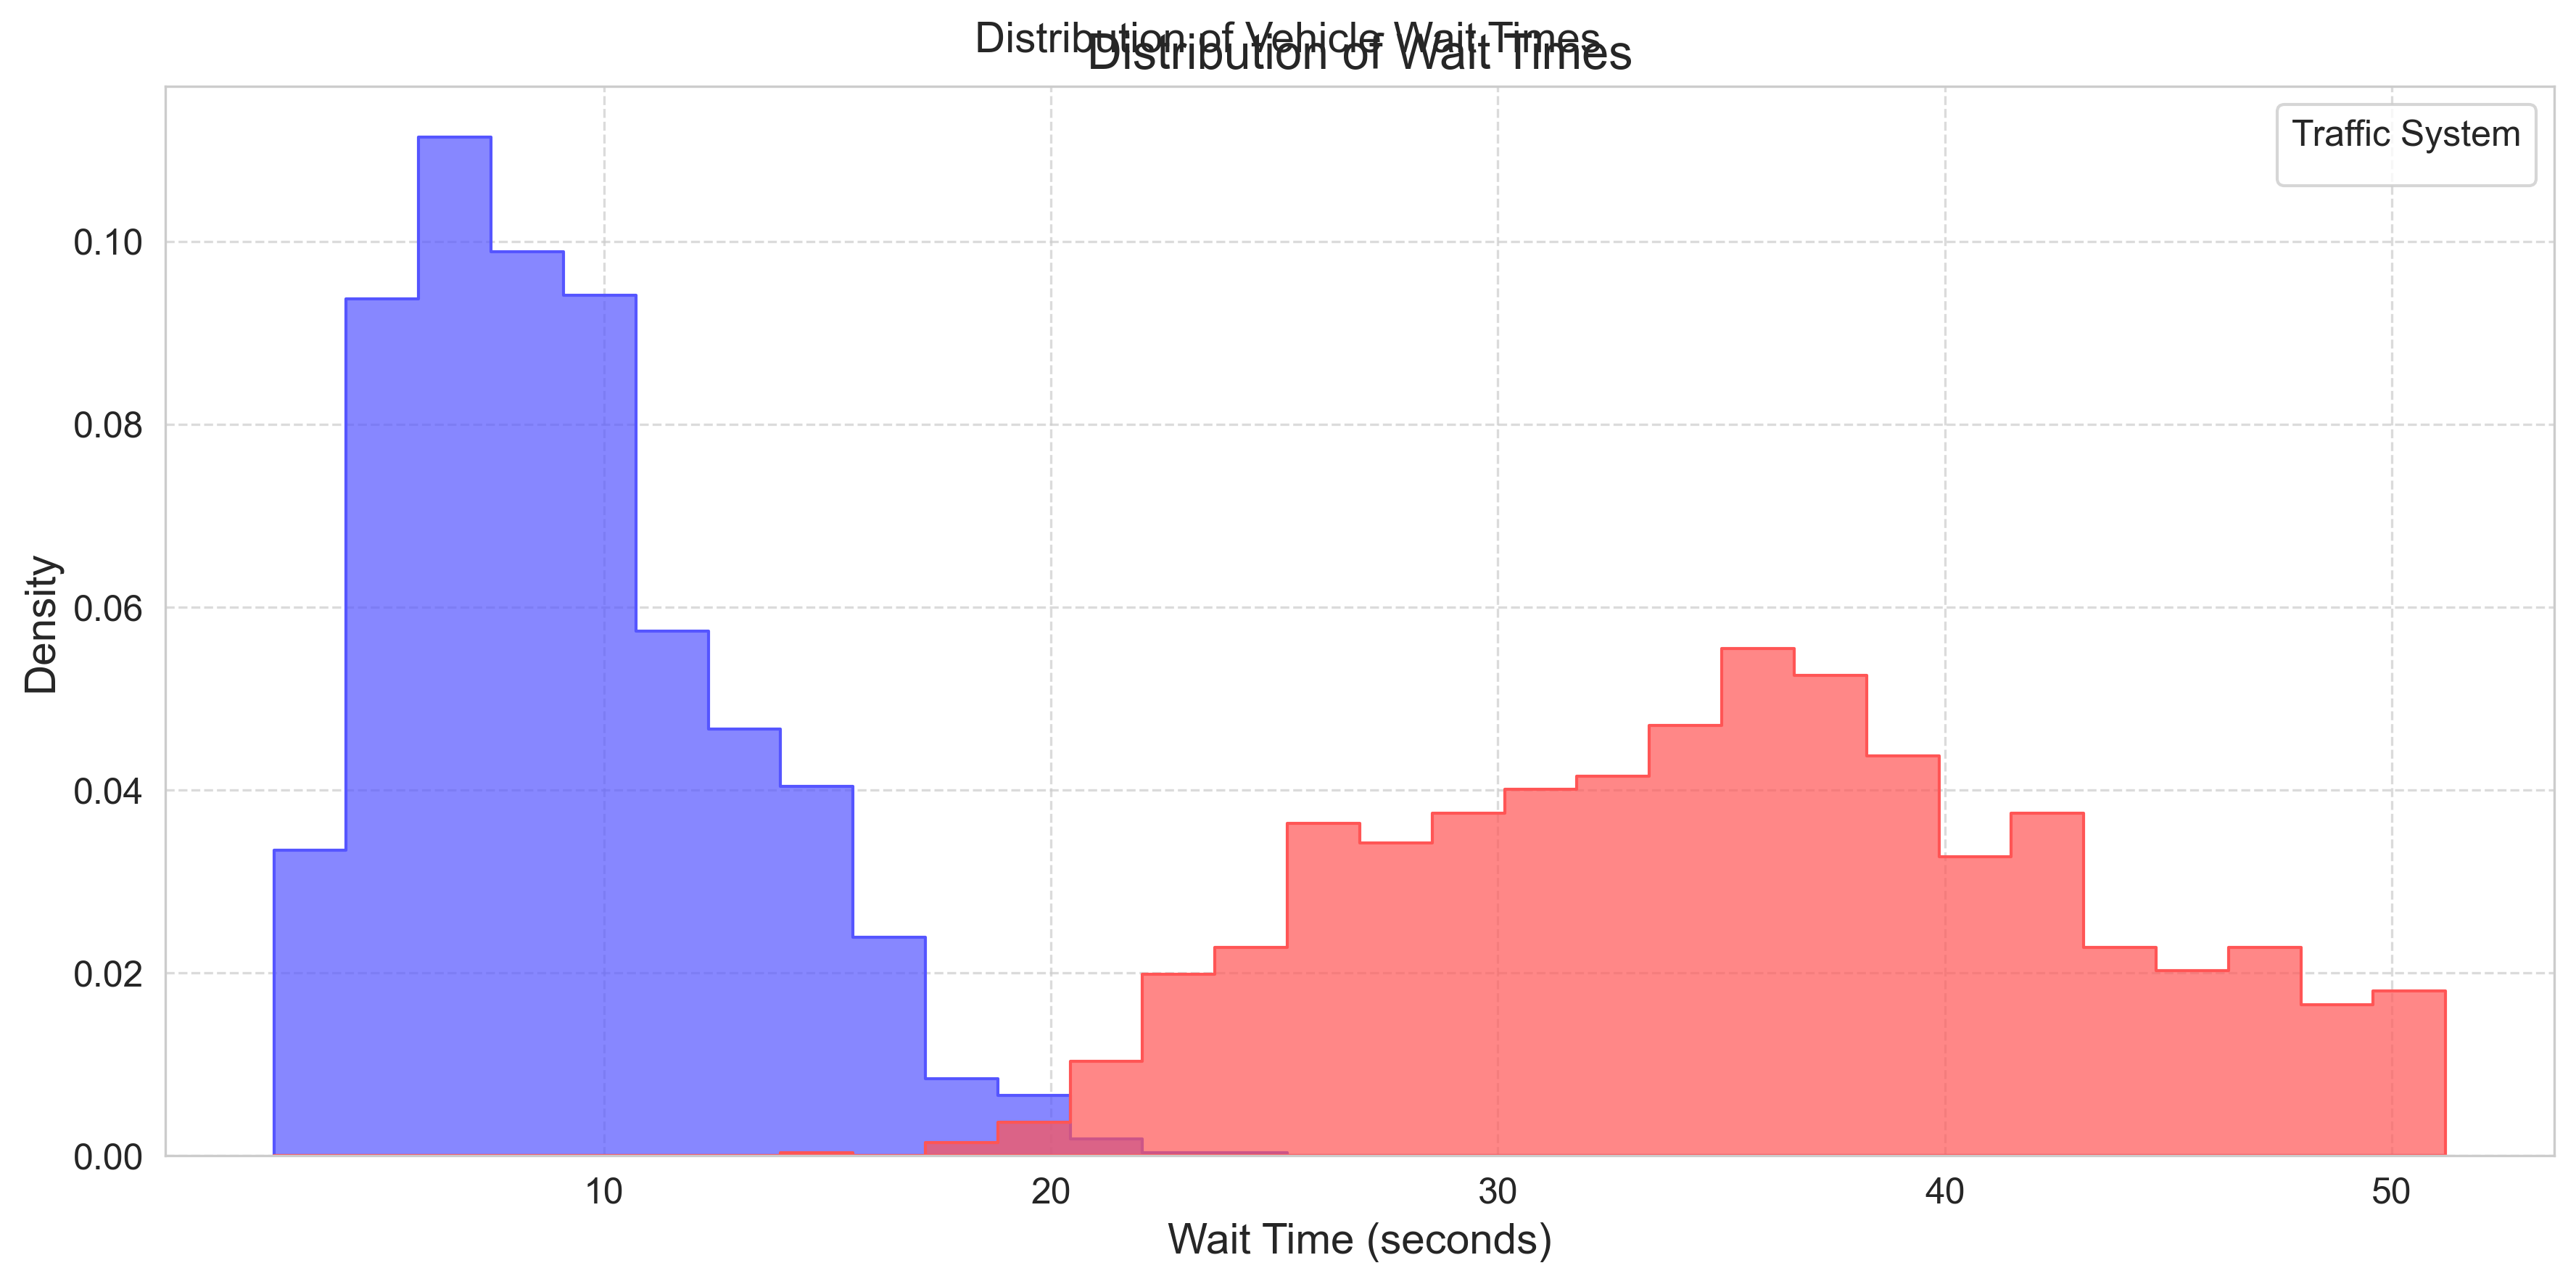 Distribution of Vehicle Wait Times
Distribution of Wait Times
Traffic System
0.10
0.08
0.06
0.04
0.02
0.00
Density
10 20 30 40 50
Wait Time (seconds)